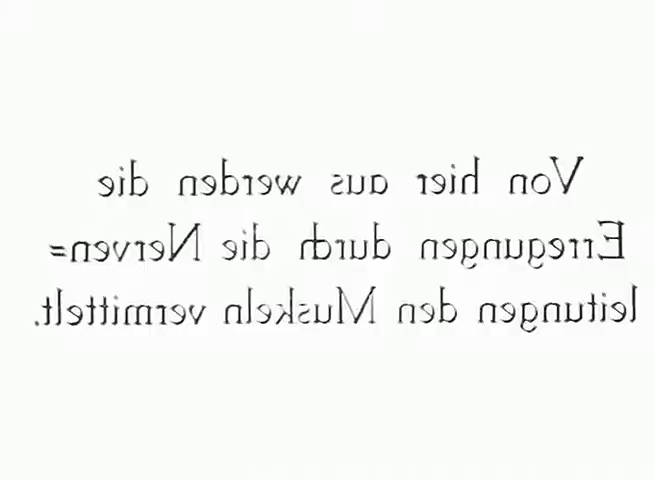 Von hier aus werden die
Erregungen durch die Nerven=
leitungen den Muskeln vermittelt.